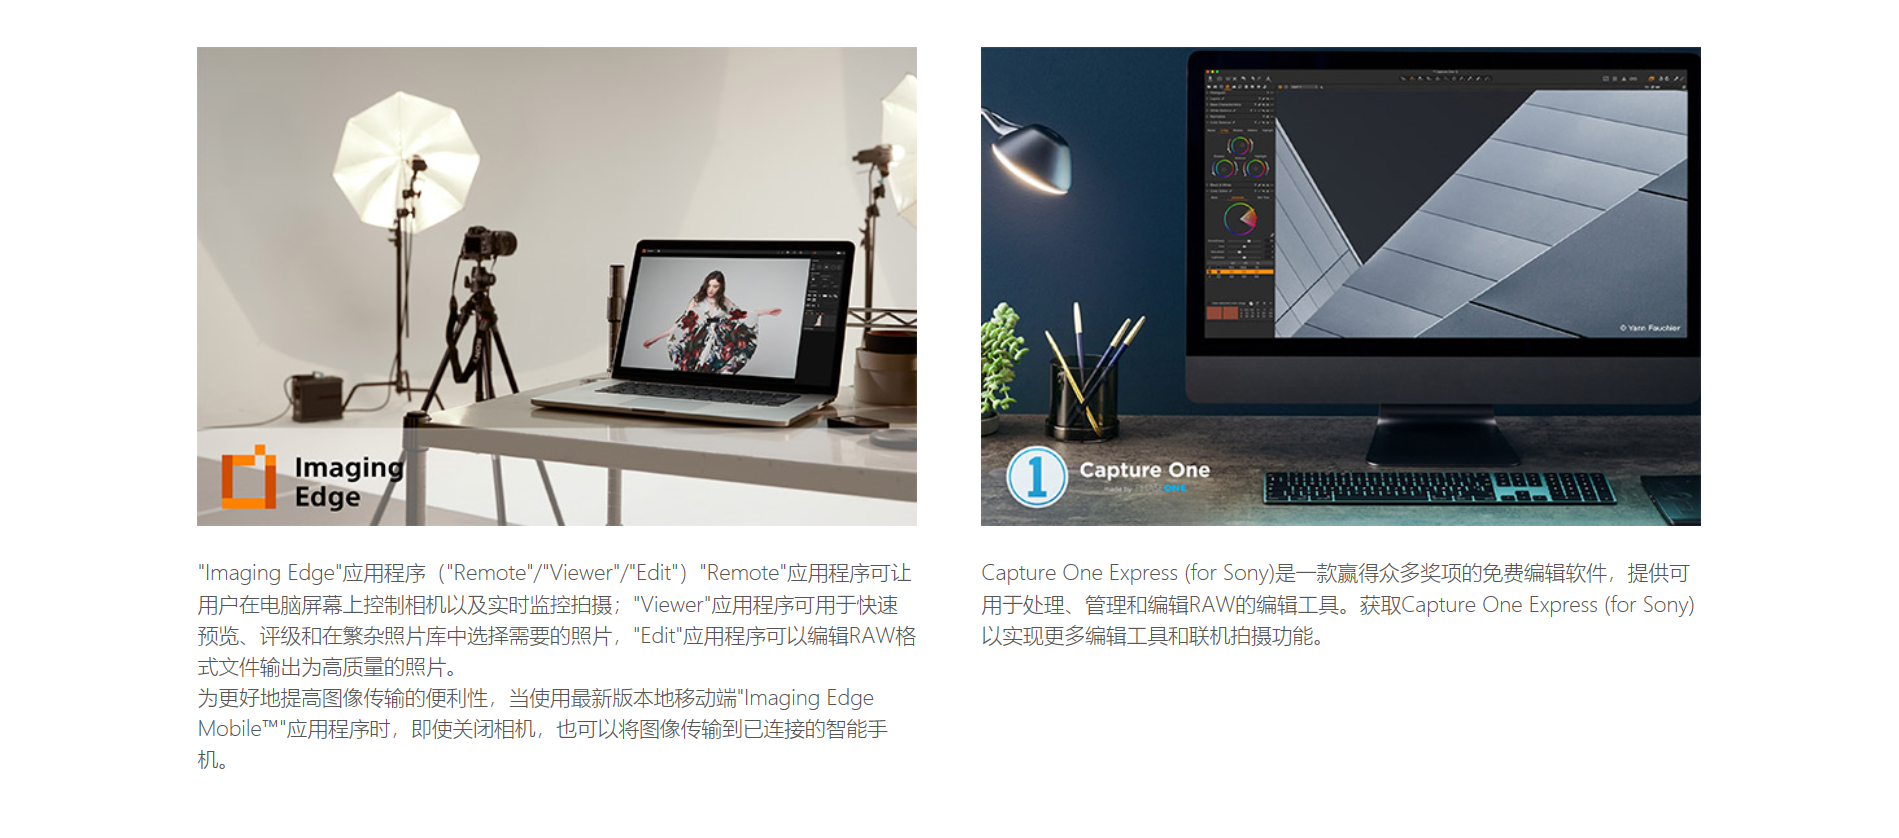 Imaging
Edge
"Imaging Edge"应用程序（"Remote"/"Viewer"/"Edit"）"Remote"应用程序可让
用户在电脑屏幕上控制相机以及实时监控拍摄；"Viewer"应用程序可用于快速
预览、评级和在繁杂照片库中选择需要的照片，"Edit"应用程序可以编辑RAW格
式文件输出为高质量的照片。
为更好地提高图像传输的便利性，当使用最新版本地移动端"Imaging Edge
Mobile™"应用程序时，即使关闭相机，也可以将图像传输到已连接的智能手
机。
© Yann Fauchier
1
Capture One
made by PHASEONE
Capture One Express (for Sony)是一款赢得众多奖项的免费编辑软件，提供可
用于处理、管理和编辑RAW的编辑工具。获取Capture One Express (for Sony)
以实现更多编辑工具和联机拍摄功能。